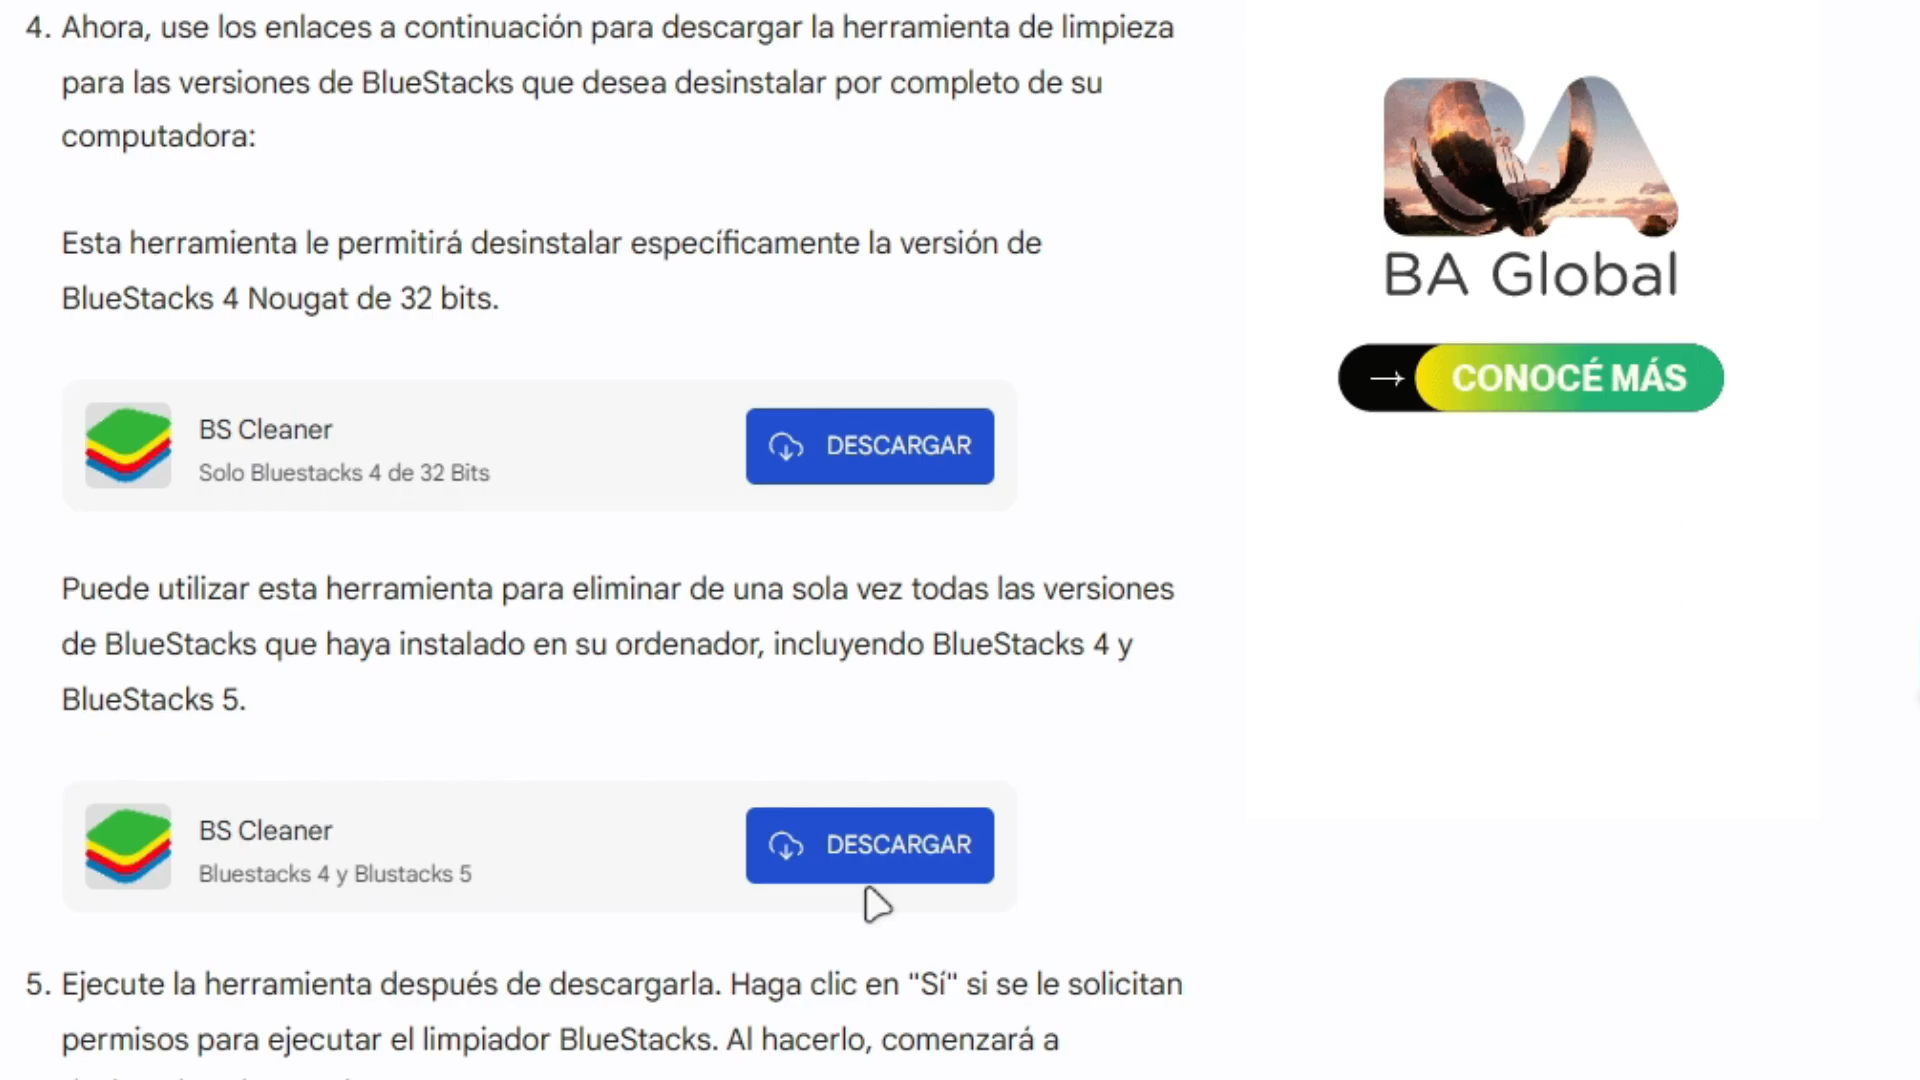 4. Ahora, use los enlaces a continuación para descargar la herramienta de limpieza
para las versiones de BlueStacks que desea desinstalar por completo de su
computadora:
Esta herramienta le permitirá desinstalar específicamente la versión de
BlueStacks 4 Nougat de 32 bits.
BS Cleaner
Solo Bluestacks 4 de 32 Bits
DESCARGAR
Puede utilizar esta herramienta para eliminar de una sola vez todas las versiones
de BlueStacks que haya instalado en su ordenador, incluyendo BlueStacks 4 y
BlueStacks 5.
BS Cleaner
Bluestacks 4 y Blustacks 5
DESCARGAR
5. Ejecute la herramienta después de descargarla. Haga clic en "Sí" si se le solicitan
permisos para ejecutar el limpiador BlueStacks. Al hacerlo, comenzará a
BA
BA Global
→ CONOCÉ MÁS